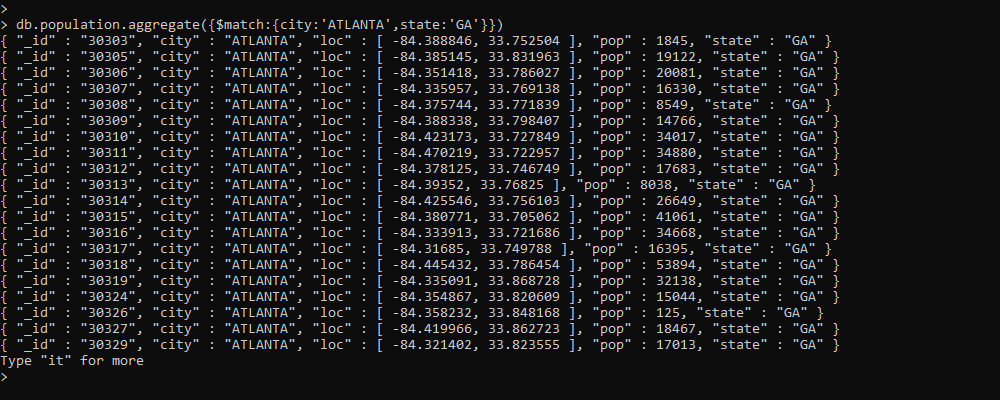 >
> db.population.aggregate({$match:{city:'ATLANTA',state:'GA'}})
{ "_id" : "30303", "city" : "ATLANTA", "loc" : [ -84.388846, 33.752504 ], "pop" : 1845, "state" : "GA" }
{ "_id" : "30305", "city" : "ATLANTA", "loc" : [ -84.385145, 33.831963 ], "pop" : 19122, "state" : "GA" }
{ "_id" : "30306", "city" : "ATLANTA", "loc" : [ -84.351418, 33.786027 ], "pop" : 20081, "state" : "GA" }
{ "_id" : "30307", "city" : "ATLANTA", "loc" : [ -84.335957, 33.769138 ], "pop" : 16330, "state" : "GA" }
{ "_id" : "30308", "city" : "ATLANTA", "loc" : [ -84.375744, 33.771839 ], "pop" : 8549, "state" : "GA" }
{ "_id" : "30309", "city" : "ATLANTA", "loc" : [ -84.388338, 33.798407 ], "pop" : 14766, "state" : "GA" }
{ "_id" : "30310", "city" : "ATLANTA", "loc" : [ -84.423173, 33.727849 ], "pop" : 34017, "state" : "GA" }
{ "_id" : "30311", "city" : "ATLANTA", "loc" : [ -84.470219, 33.722957 ], "pop" : 34880, "state" : "GA" }
{ "_id" : "30312", "city" : "ATLANTA", "loc" : [ -84.378125, 33.746749 ], "pop" : 17683, "state" : "GA" }
{ "_id" : "30313", "city" : "ATLANTA", "loc" : [ -84.39352, 33.76825 ], "pop" : 8038, "state" : "GA" }
{ "_id" : "30314", "city" : "ATLANTA", "loc" : [ -84.425546, 33.756103 ], "pop" : 26649, "state" : "GA" }
{ "_id" : "30315", "city" : "ATLANTA", "loc" : [ -84.380771, 33.705062 ], "pop" : 41061, "state" : "GA" }
{ "_id" : "30316", "city" : "ATLANTA", "loc" : [ -84.333913, 33.721686 ], "pop" : 34668, "state" : "GA" }
{ "_id" : "30317", "city" : "ATLANTA", "loc" : [ -84.31685, 33.749788 ], "pop" : 16395, "state" : "GA" }
{ "_id" : "30318", "city" : "ATLANTA", "loc" : [ -84.445432, 33.786454 ], "pop" : 53894, "state" : "GA" }
{ "_id" : "30319", "city" : "ATLANTA", "loc" : [ -84.335091, 33.868728 ], "pop" : 32138, "state" : "GA" }
{ "_id" : "30324", "city" : "ATLANTA", "loc" : [ -84.354867, 33.820609 ], "pop" : 15044, "state" : "GA" }
{ "_id" : "30326", "city" : "ATLANTA", "loc" : [ -84.358232, 33.848168 ], "pop" : 125, "state" : "GA" }
{ "_id" : "30327", "city" : "ATLANTA", "loc" : [ -84.419966, 33.862723 ], "pop" : 18467, "state" : "GA" }
{ "_id" : "30329", "city" : "ATLANTA", "loc" : [ -84.321402, 33.823555 ], "pop" : 17013, "state" : "GA" }
Type "it" for more
>